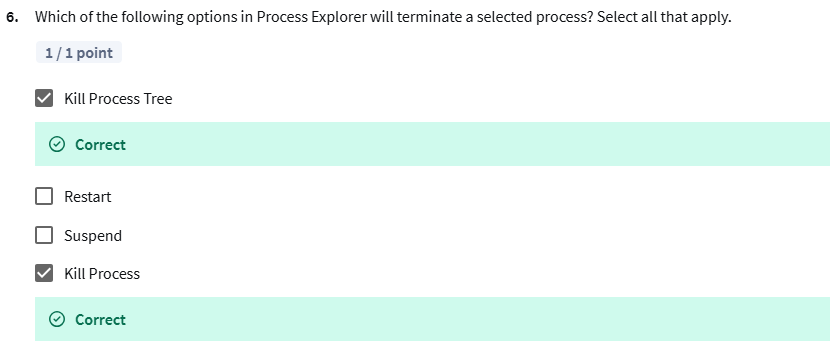 6. Which of the following options in Process Explorer will terminate a selected process? Select all that apply.
1 / 1 point
Kill Process Tree
Correct
Restart
Suspend
Kill Process
Correct